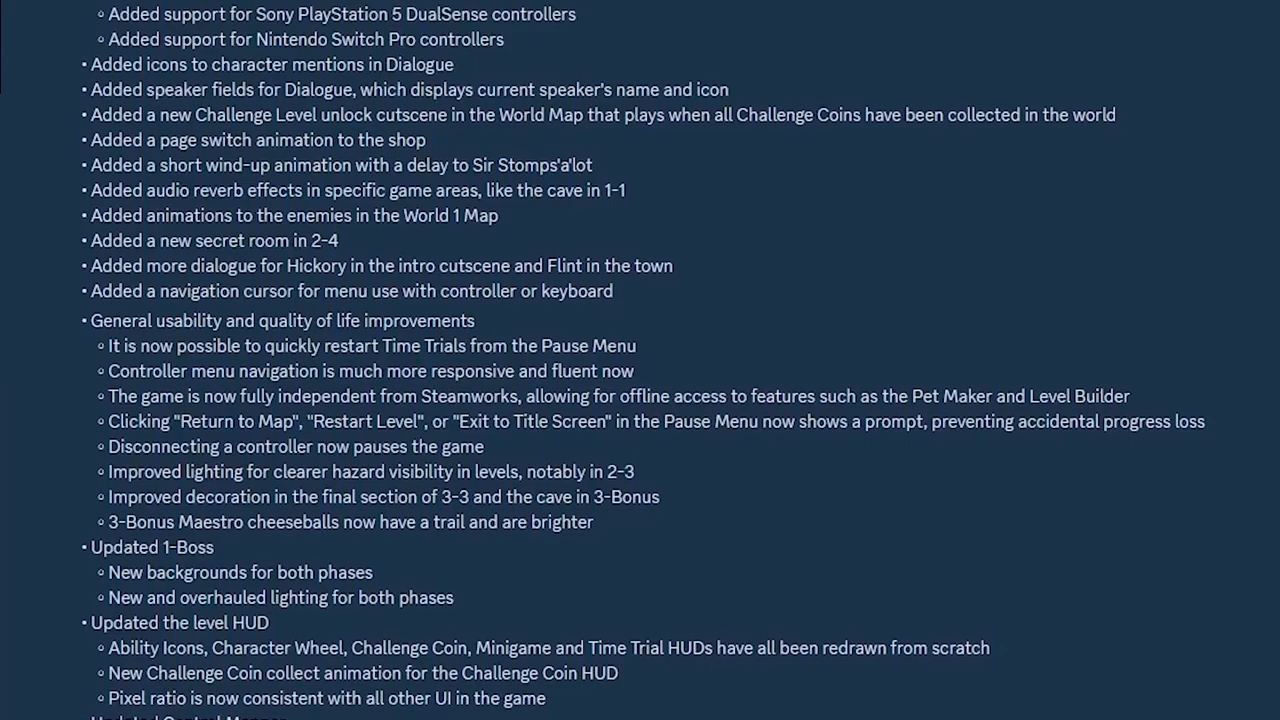 ◦ Added support for Sony PlayStation 5 DualSense controllers
◦ Added support for Nintendo Switch Pro controllers
• Added icons to character mentions in Dialogue
• Added speaker fields for Dialogue, which displays current speaker's name and icon
• Added a new Challenge Level unlock cutscene in the World Map that plays when all Challenge Coins have been collected in the world
• Added a page switch animation to the shop
• Added a short wind-up animation with a delay to Sir Stomps'a'lot
• Added audio reverb effects in specific game areas, like the cave in 1-1
• Added animations to the enemies in the World 1 Map
• Added a new secret room in 2-4
• Added more dialogue for Hickory in the intro cutscene and Flint in the town
• Added a navigation cursor for menu use with controller or keyboard
• General usability and quality of life improvements
◦ It is now possible to quickly restart Time Trials from the Pause Menu
◦ Controller menu navigation is much more responsive and fluent now
◦ The game is now fully independent from Steamworks, allowing for offline access to features such as the Pet Maker and Level Builder
◦ Clicking "Return to Map", "Restart Level", or "Exit to Title Screen" in the Pause Menu now shows a prompt, preventing accidental progress loss
◦ Disconnecting a controller now pauses the game
◦ Improved lighting for clearer hazard visibility in levels, notably in 2-3
◦ Improved decoration in the final section of 3-3 and the cave in 3-Bonus
◦ 3-Bonus Maestro cheeseballs now have a trail and are brighter
• Updated 1-Boss
◦ New backgrounds for both phases
◦ New and overhauled lighting for both phases
• Updated the level HUD
◦ Ability Icons, Character Wheel, Challenge Coin, Minigame and Time Trial HUDs have all been redrawn from scratch
◦ New Challenge Coin collect animation for the Challenge Coin HUD
◦ Pixel ratio is now consistent with all other UI in the game